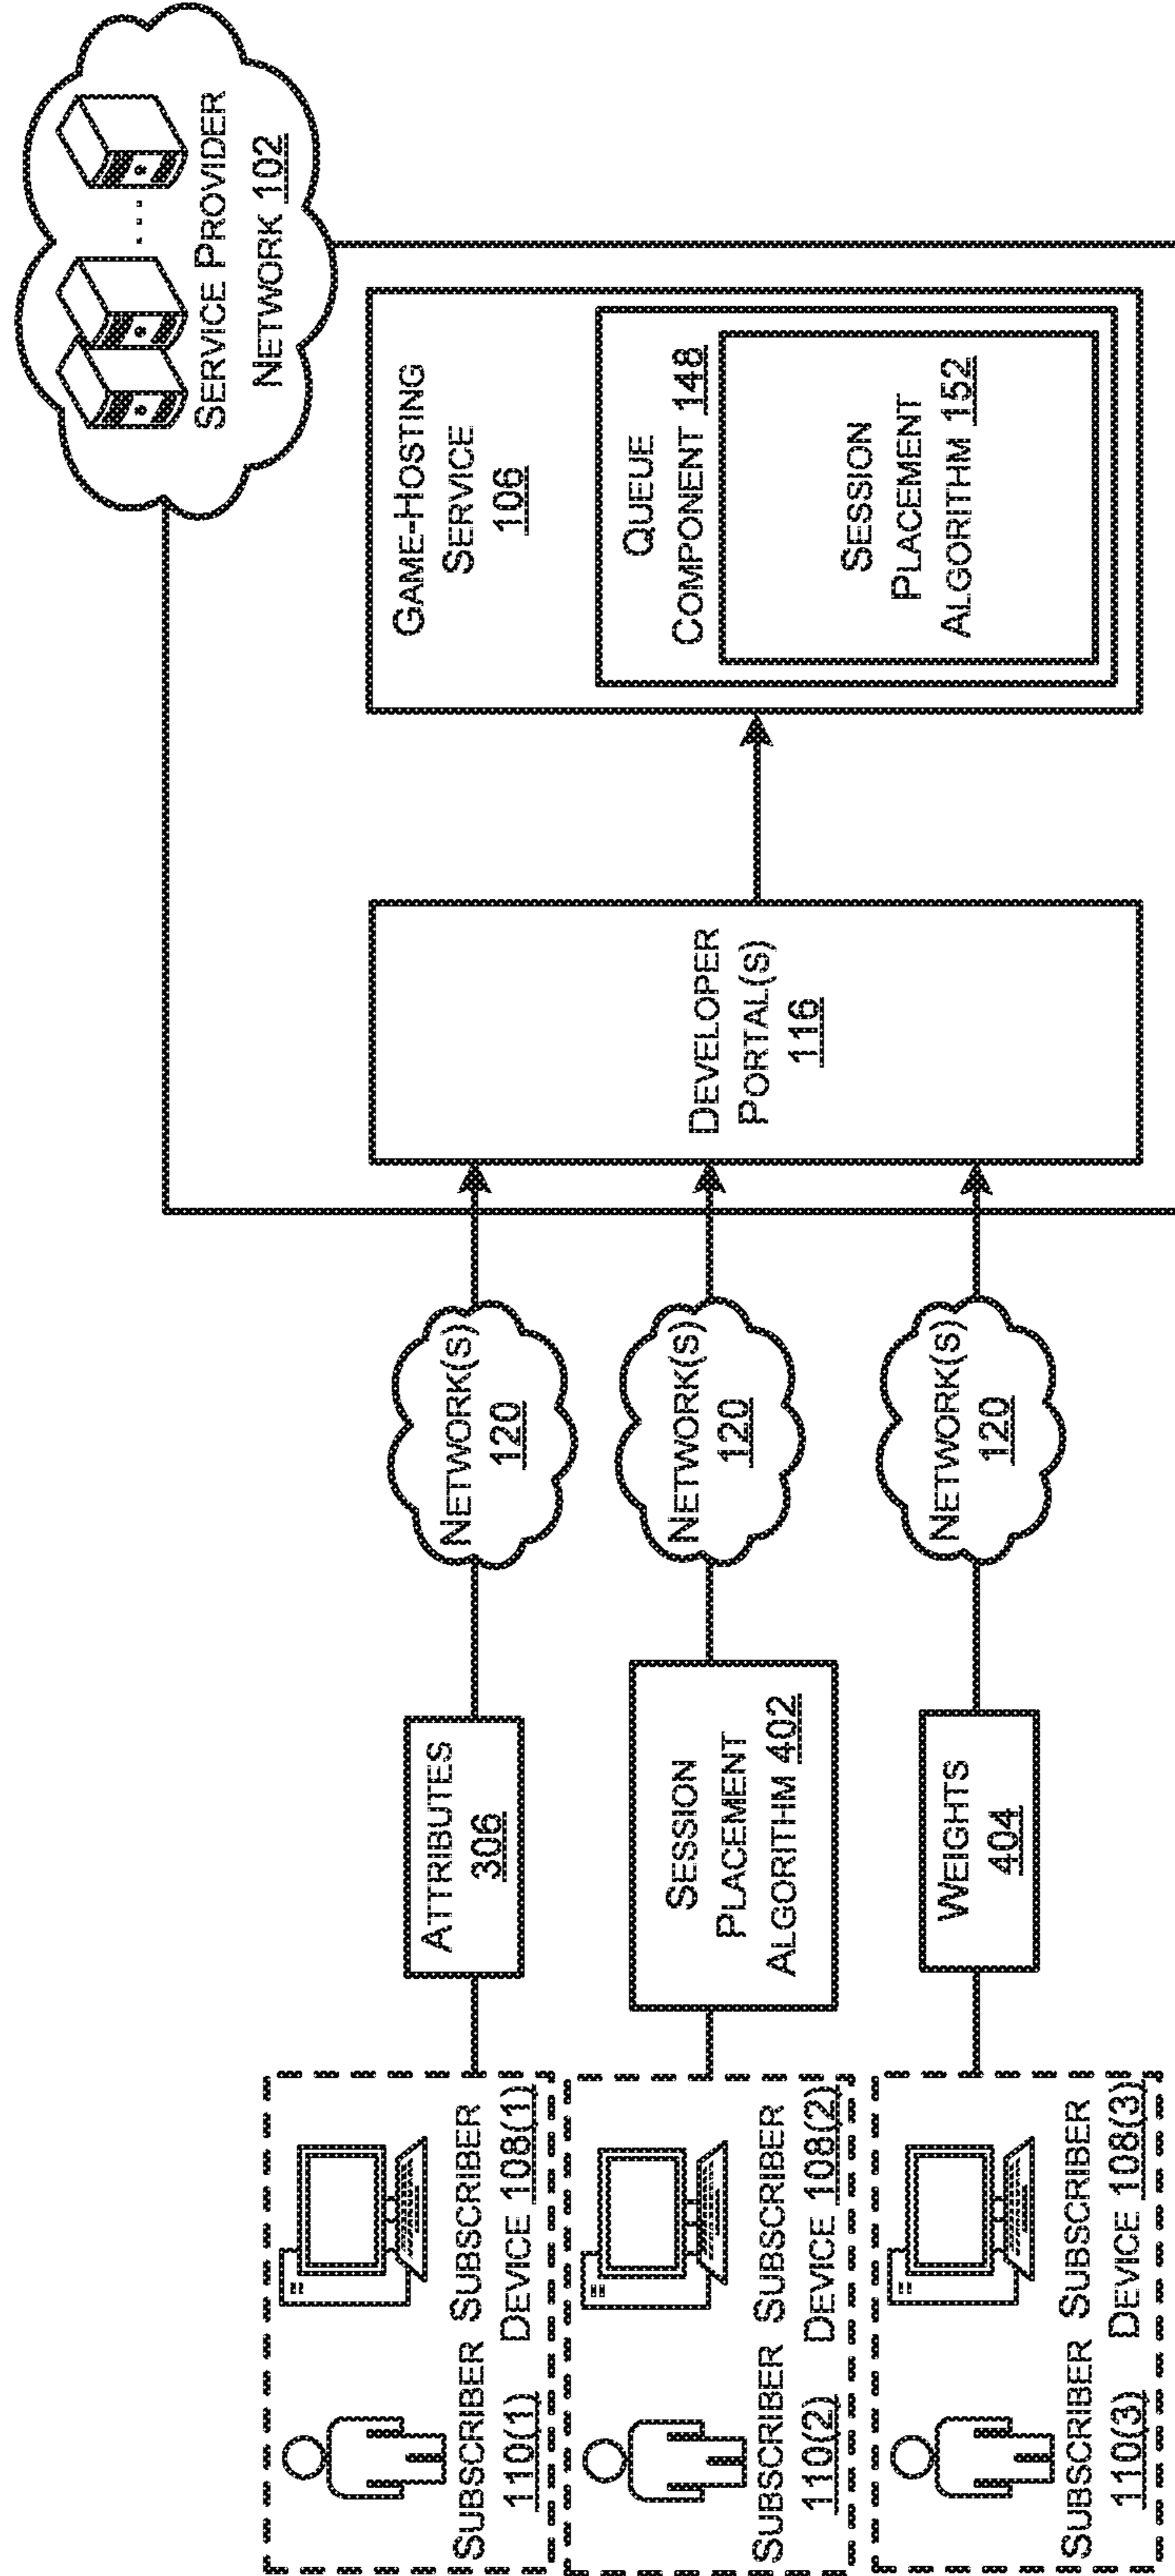 SERVICE PROVIDER
NETWORK 102
GAME-HOSTING
SERVICE
106
QUEUE
COMPONENT 148
SESSION
PLACEMENT
ALGORITHM 152
DEVELOPER
PORTAL(S)
116
NETWORK(S)
120
NETWORK(S)
120
NETWORK(S)
120
ATTRIBUTES
306
SESSION
PLACEMENT
ALGORITHM 402
WEIGHTS
404
SUBSCRIBER
110(1)
SUBSCRIBER
DEVICE 108(1)
SUBSCRIBER
110(2)
SUBSCRIBER
DEVICE 108(2)
SUBSCRIBER
110(3)
SUBSCRIBER
DEVICE 108(3)